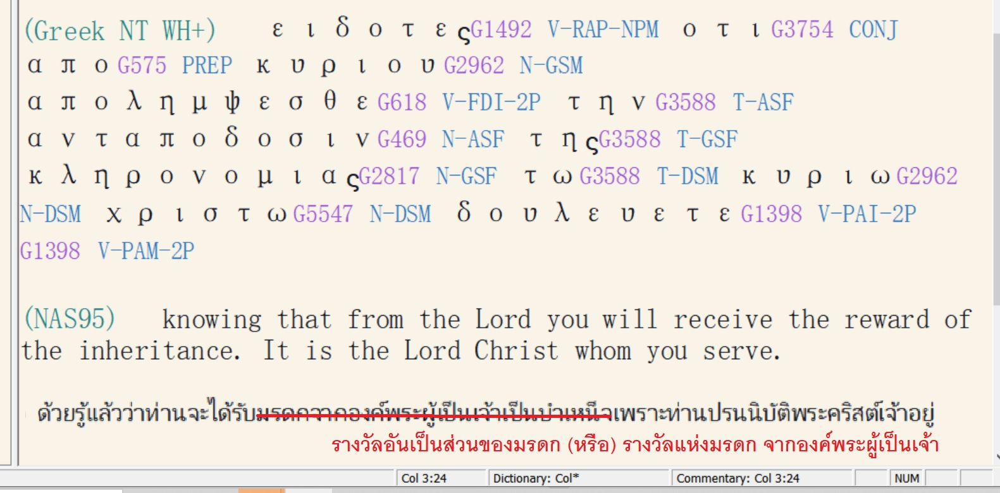 (Greek NT WH+) ε ι δ ο τ ε ςG1492 V-RAP-NPM ο τ ι G3754 CONJ
α π ο G575 PREP κ υ ρ ι ο υ G2962 N-GSM
α π ο λ η μ ψ ε σ θ ε G618 V-FDI-2P τ η ν G3588 T-ASF
α ν τ α π ο δ ο σ ι ν G469 N-ASF τ η ςG3588 T-GSF
κ λ η ρ ο ν ο μ ι α ςG2817 N-GSF τ ω G3588 T-DSM κ υ ρ ι ω G2962
N-DSM χ ρ ι σ τ ω G5547 N-DSM δ ο υ λ ε υ ε τ ε G1398 V-PAI-2P
G1398 V-PAM-2P
(NAS95) knowing that from the Lord you will receive the reward of
the inheritance. It is the Lord Christ whom you serve.
ด้วยรู้แล้วว่าท่านจะได้รับมรดกจากองค์พระผู้เป็นเจ้าเป็นบำเหน็จเพราะท่านปรนนิบัติพระคริสต์เจ้าอยู่
รางวัลอันเป็นส่วนของมรดก (หรือ) รางวัลแห่งมรดก จากองค์พระผู้เป็นเจ้า
Col 3:24 Dictionary: Col* Commentary: Col 3:24 NUM